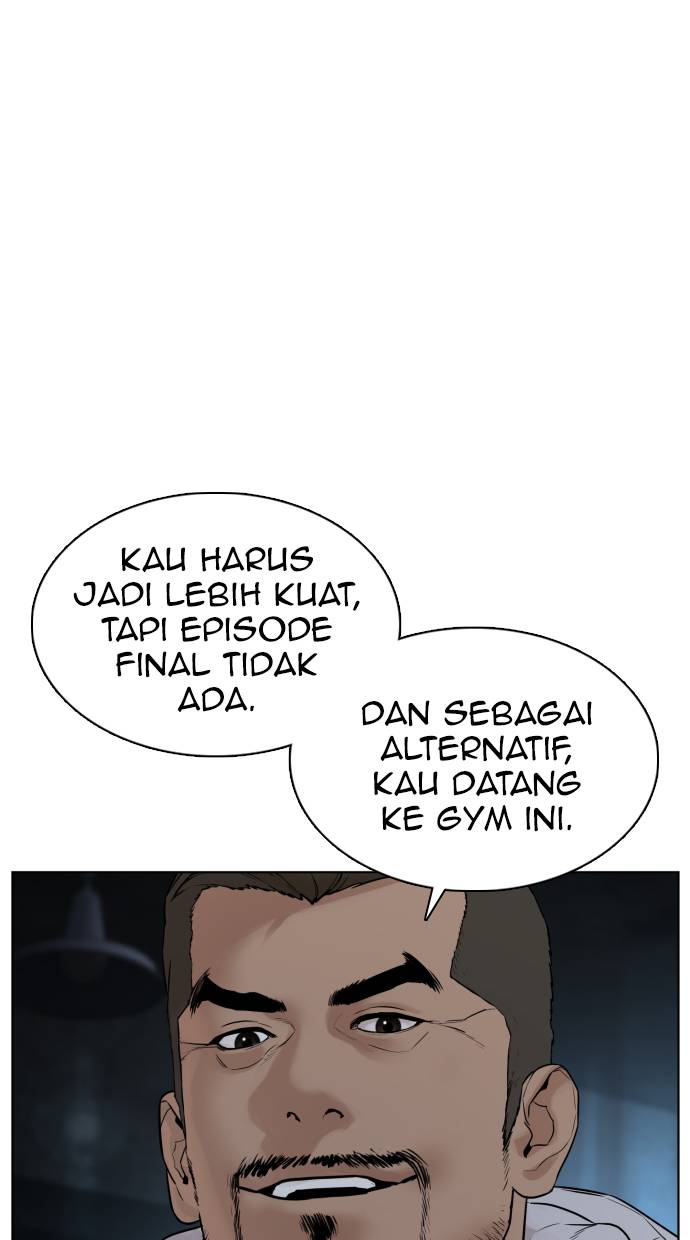 KAU HARUS
JADI LEBIH KUAT,
TAPI EPISODE
FINAL TIDAK
ADA.
DAN SEBAGAI
ALTERNATIF,
KAU DATANG
KE GYM INI.